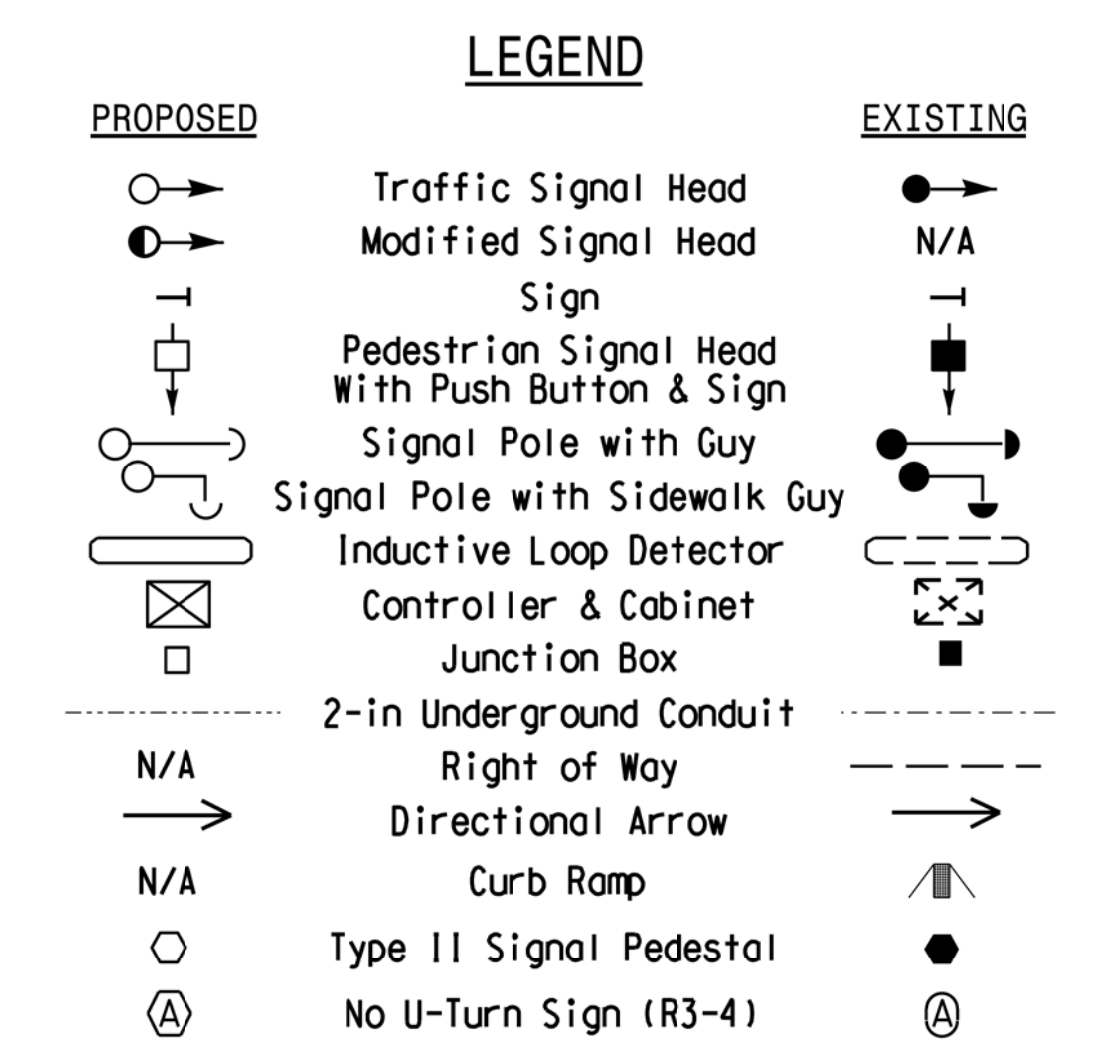 LEGEND
PROPOSED EXISTING
Traffic Signal Head
Modified Signal Head N/A
Sign
Pedestrian Signal Head
With Push Button & Sign
Signal Pole with Guy
Signal Pole with Sidewalk Guy
Inductive Loop Detector
Controller & Cabinet
Junction Box
2-in Underground Conduit
N/A Right of Way
Directional Arrow
N/A Curb Ramp
Type II Signal Pedestal
A No U-Turn Sign (R3-4) A